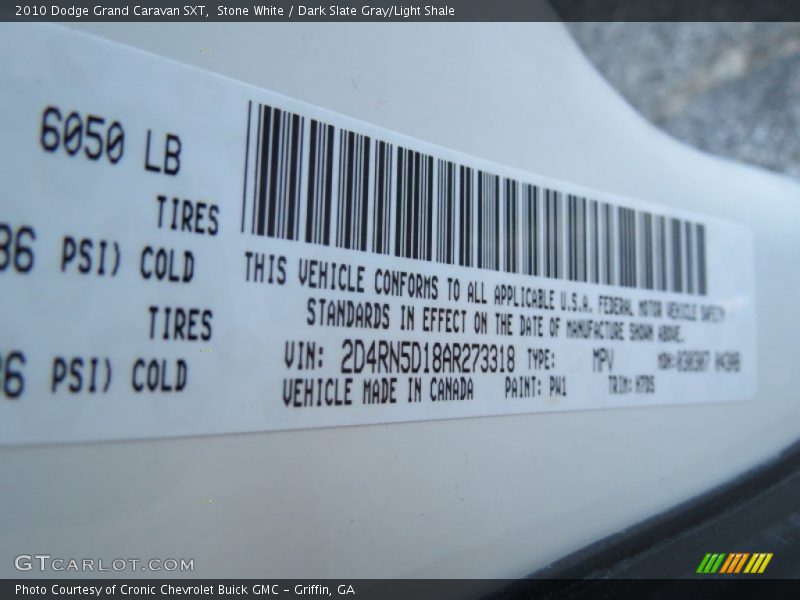 2010 Dodge Grand Caravan SXT,  Stone White / Dark Slate Gray/Light Shale
6050 LB
TIRES
36 PSI) COLD
TIRES
36 PSI) COLD
THIS VEHICLE CONFORMS TO ALL APPLICABLE U.S.A. FEDERAL MOTOR VEHICLE SAFETY
STANDARDS IN EFFECT ON THE DATE OF MANUFACTURE SHOWN ABOVE.
VIN: 2D4RN5D18AR273318 TYPE: MPV MDH:
VEHICLE MADE IN CANADA PAINT: PW1 TRIM:
GTCARLOT.COM
Photo Courtesy of Cronic Chevrolet Buick GMC - Griffin, GA